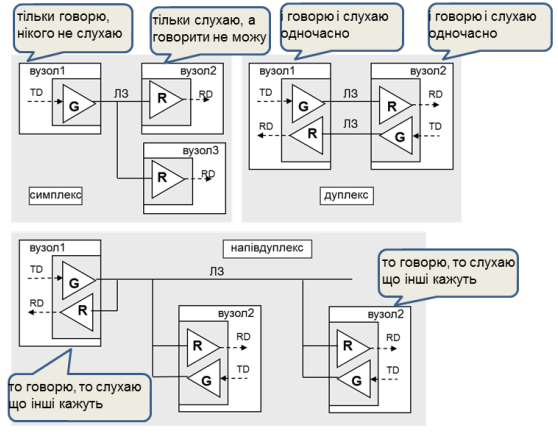 тільки говорю,
нікого не слухаю
тільки слухаю, а
говорити не можу
і говорю і слухаю
одночасно
і говорю і слухаю
одночасно
вузол1
TD
G
ЛЗ
вузол2
R
RD
вузол3
R
RD
симплекс
вузол1
TD
G
RD
R
ЛЗ
ЛЗ
вузол2
R
RD
G
TD
дуплекс
вузол1
TD
G
RD
R
напівдуплекс
ЛЗ
то говорю, то слухаю
що інші кажуть
вузол2
R
RD
G
TD
вузол2
R
RD
G
TD
то говорю, то слухаю
що інші кажуть